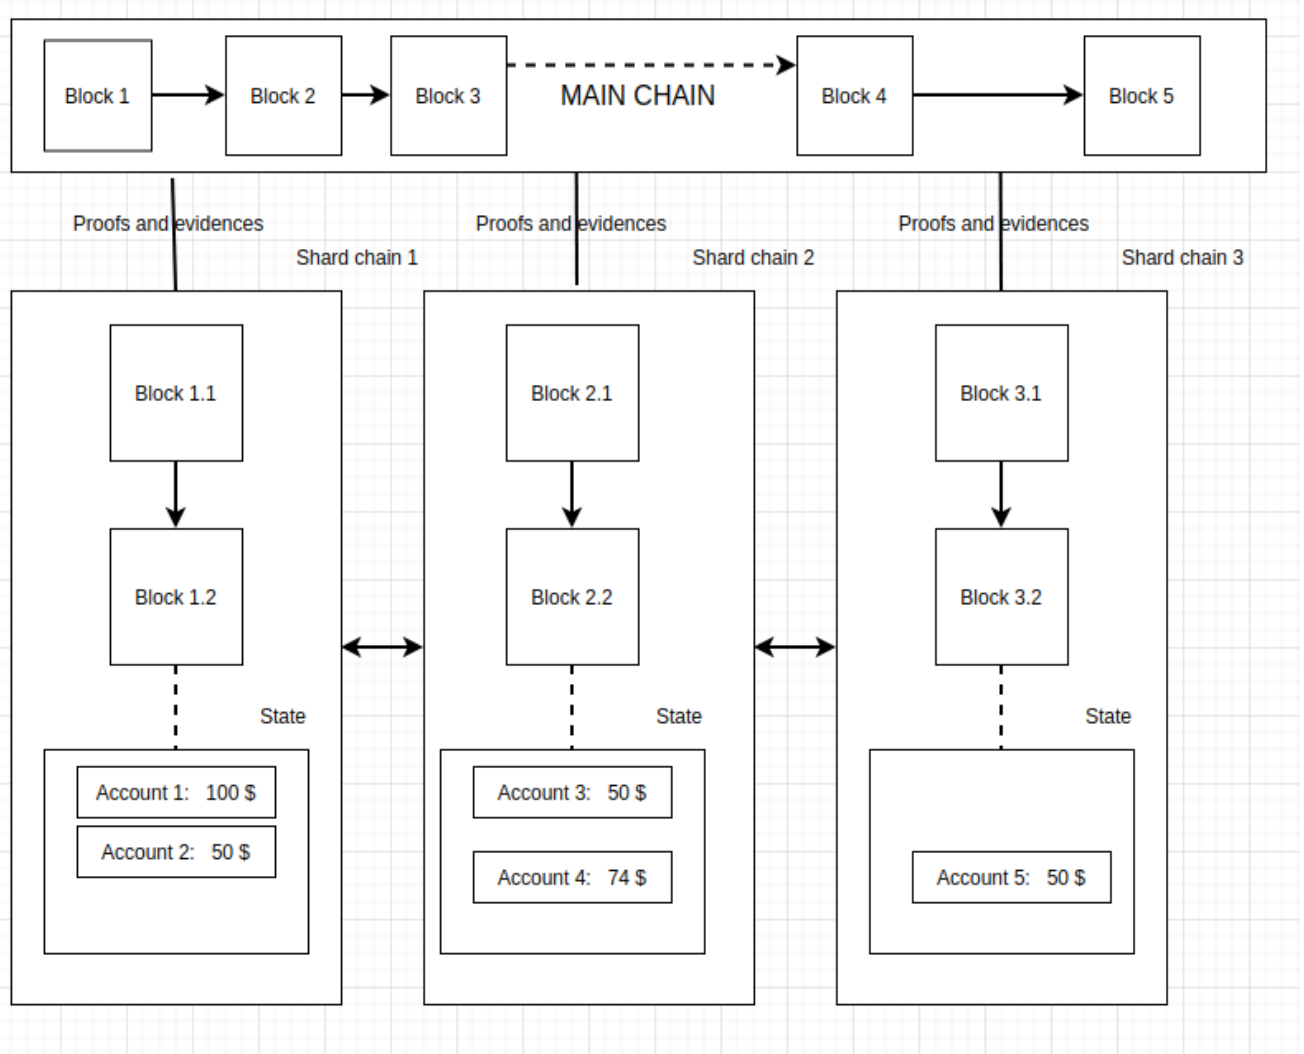 Block 1
Block 2
Block 3
MAIN CHAIN
Block 4
Block 5
Proofs and evidences
Proofs and evidences
Proofs and evidences
Shard chain 1
Shard chain 2
Shard chain 3
Block 1.1
Block 2.1
Block 3.1
Block 1.2
Block 2.2
Block 3.2
State
State
State
Account 1: 100 $
Account 2: 50 $
Account 3: 50 $
Account 4: 74 $
Account 5: 50 $